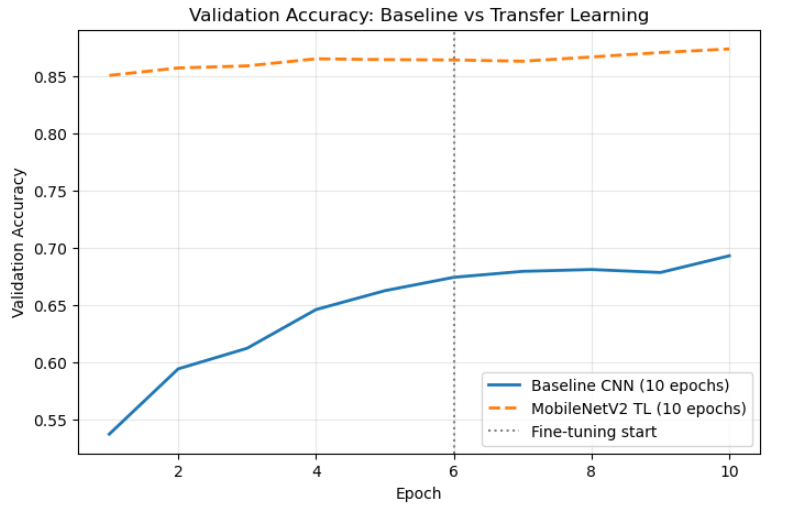 Validation Accuracy: Baseline vs Transfer Learning
Validation Accuracy
0.85
0.80
0.75
0.70
0.65
0.60
0.55
Baseline CNN (10 epochs)
MobileNetV2 TL (10 epochs)
Fine-tuning start
2
4
6
8
10
Epoch